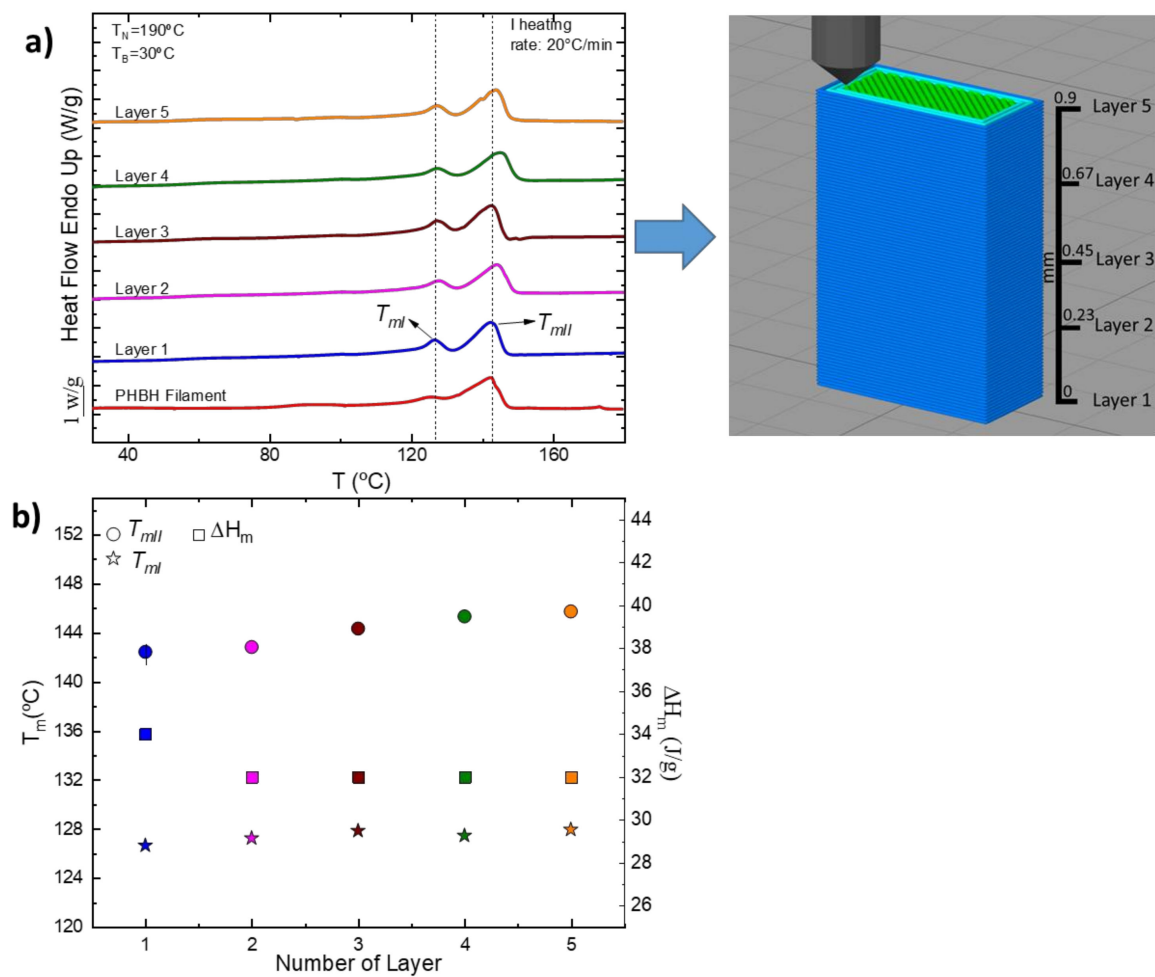 a)
T_N=190ºC
T_B=30ºC
I heating
rate: 20°C/min
Heat Flow Endo Up (W/g)
Layer 5
Layer 4
Layer 3
Layer 2
T_mI
T_mII
Layer 1
PHBH Filament
1 w/g
40
80
120
160
T (ºC)
0.9
Layer 5
0.67
Layer 4
0.45
Layer 3
mm
0.23
Layer 2
0
Layer 1
b)
T_mII
ΔH_m
T_mI
T_m(ºC)
152
148
144
140
136
132
128
124
120
44
42
40
38
36
34
32
30
28
26
ΔH_m (J/g)
1
2
3
4
5
Number of Layer